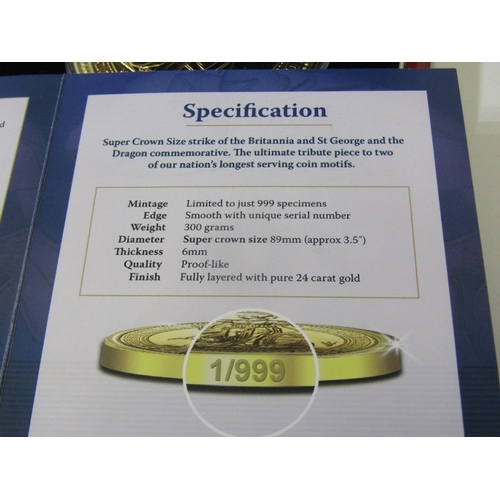 d
Specification
Super Crown Size strike of the Britannia and St George and the
Dragon commemorative. The ultimate tribute piece to two
of our nation's longest serving coin motifs.
Mintage Limited to just 999 specimens
Edge Smooth with unique serial number
Weight 300 grams
Diameter Super crown size 89mm (approx 3.5")
Thickness 6mm
Quality Proof-like
Finish Fully layered with pure 24 carat gold
1/999